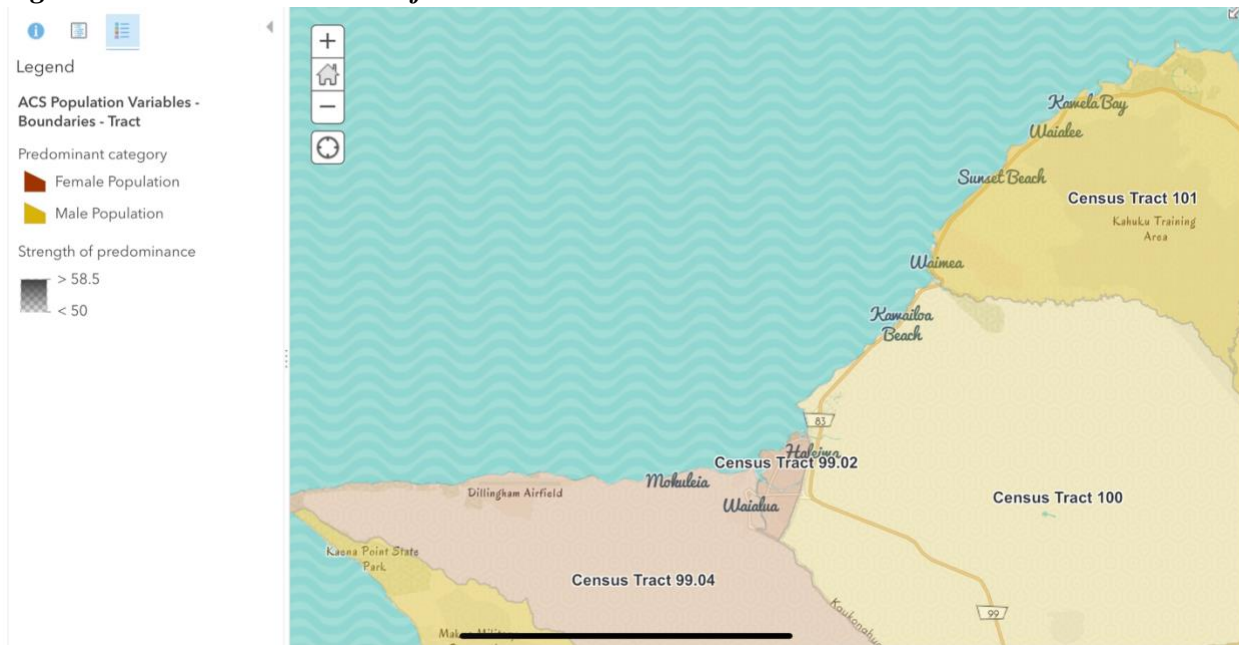 Legend
ACS Population Variables -
Boundaries - Tract
Predominant category
Female Population
Male Population
Strength of predominance
> 58.5
< 50
+
−
Kawela Bay
Waialee
Sunset Beach
Census Tract 101
Kahuku Training
Area
Waimea
Kawailoa
Beach
83
Haleiwa
Census Tract 99.02
Mokuleia
Dillingham Airfield
Waialua
Census Tract 100
Kaena Point State
Park
Census Tract 99.04
99